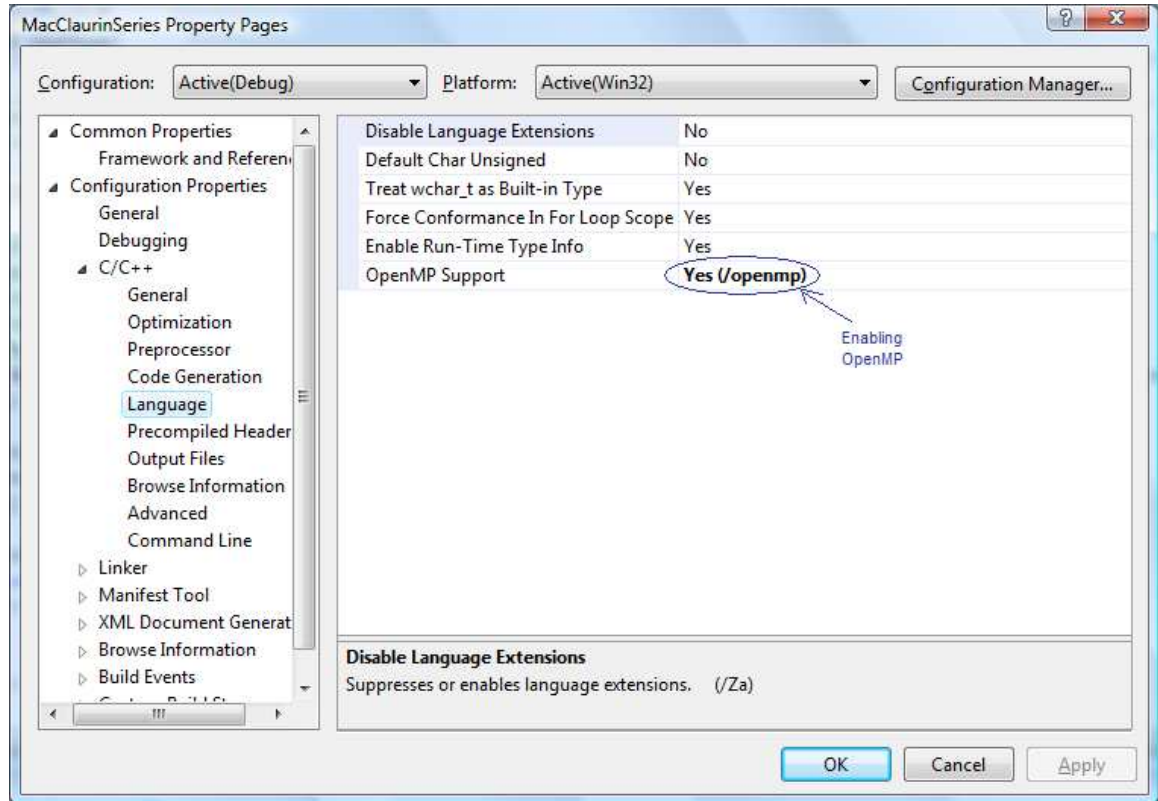 MacClaurinSeries Property Pages
Configuration: Active(Debug) Platform: Active(Win32) Configuration Manager...
Common Properties
Framework and Referen
Configuration Properties
General
Debugging
C/C++
General
Optimization
Preprocessor
Code Generation
Language
Precompiled Header
Output Files
Browse Information
Advanced
Command Line
Linker
Manifest Tool
XML Document Generat
Browse Information
Build Events
Disable Language Extensions No
Default Char Unsigned No
Treat wchar_t as Built-in Type Yes
Force Conformance In For Loop Scope Yes
Enable Run-Time Type Info Yes
OpenMP Support Yes (/openmp)
Enabling
OpenMP
Disable Language Extensions
Suppresses or enables language extensions. (/Za)
OK Cancel Apply